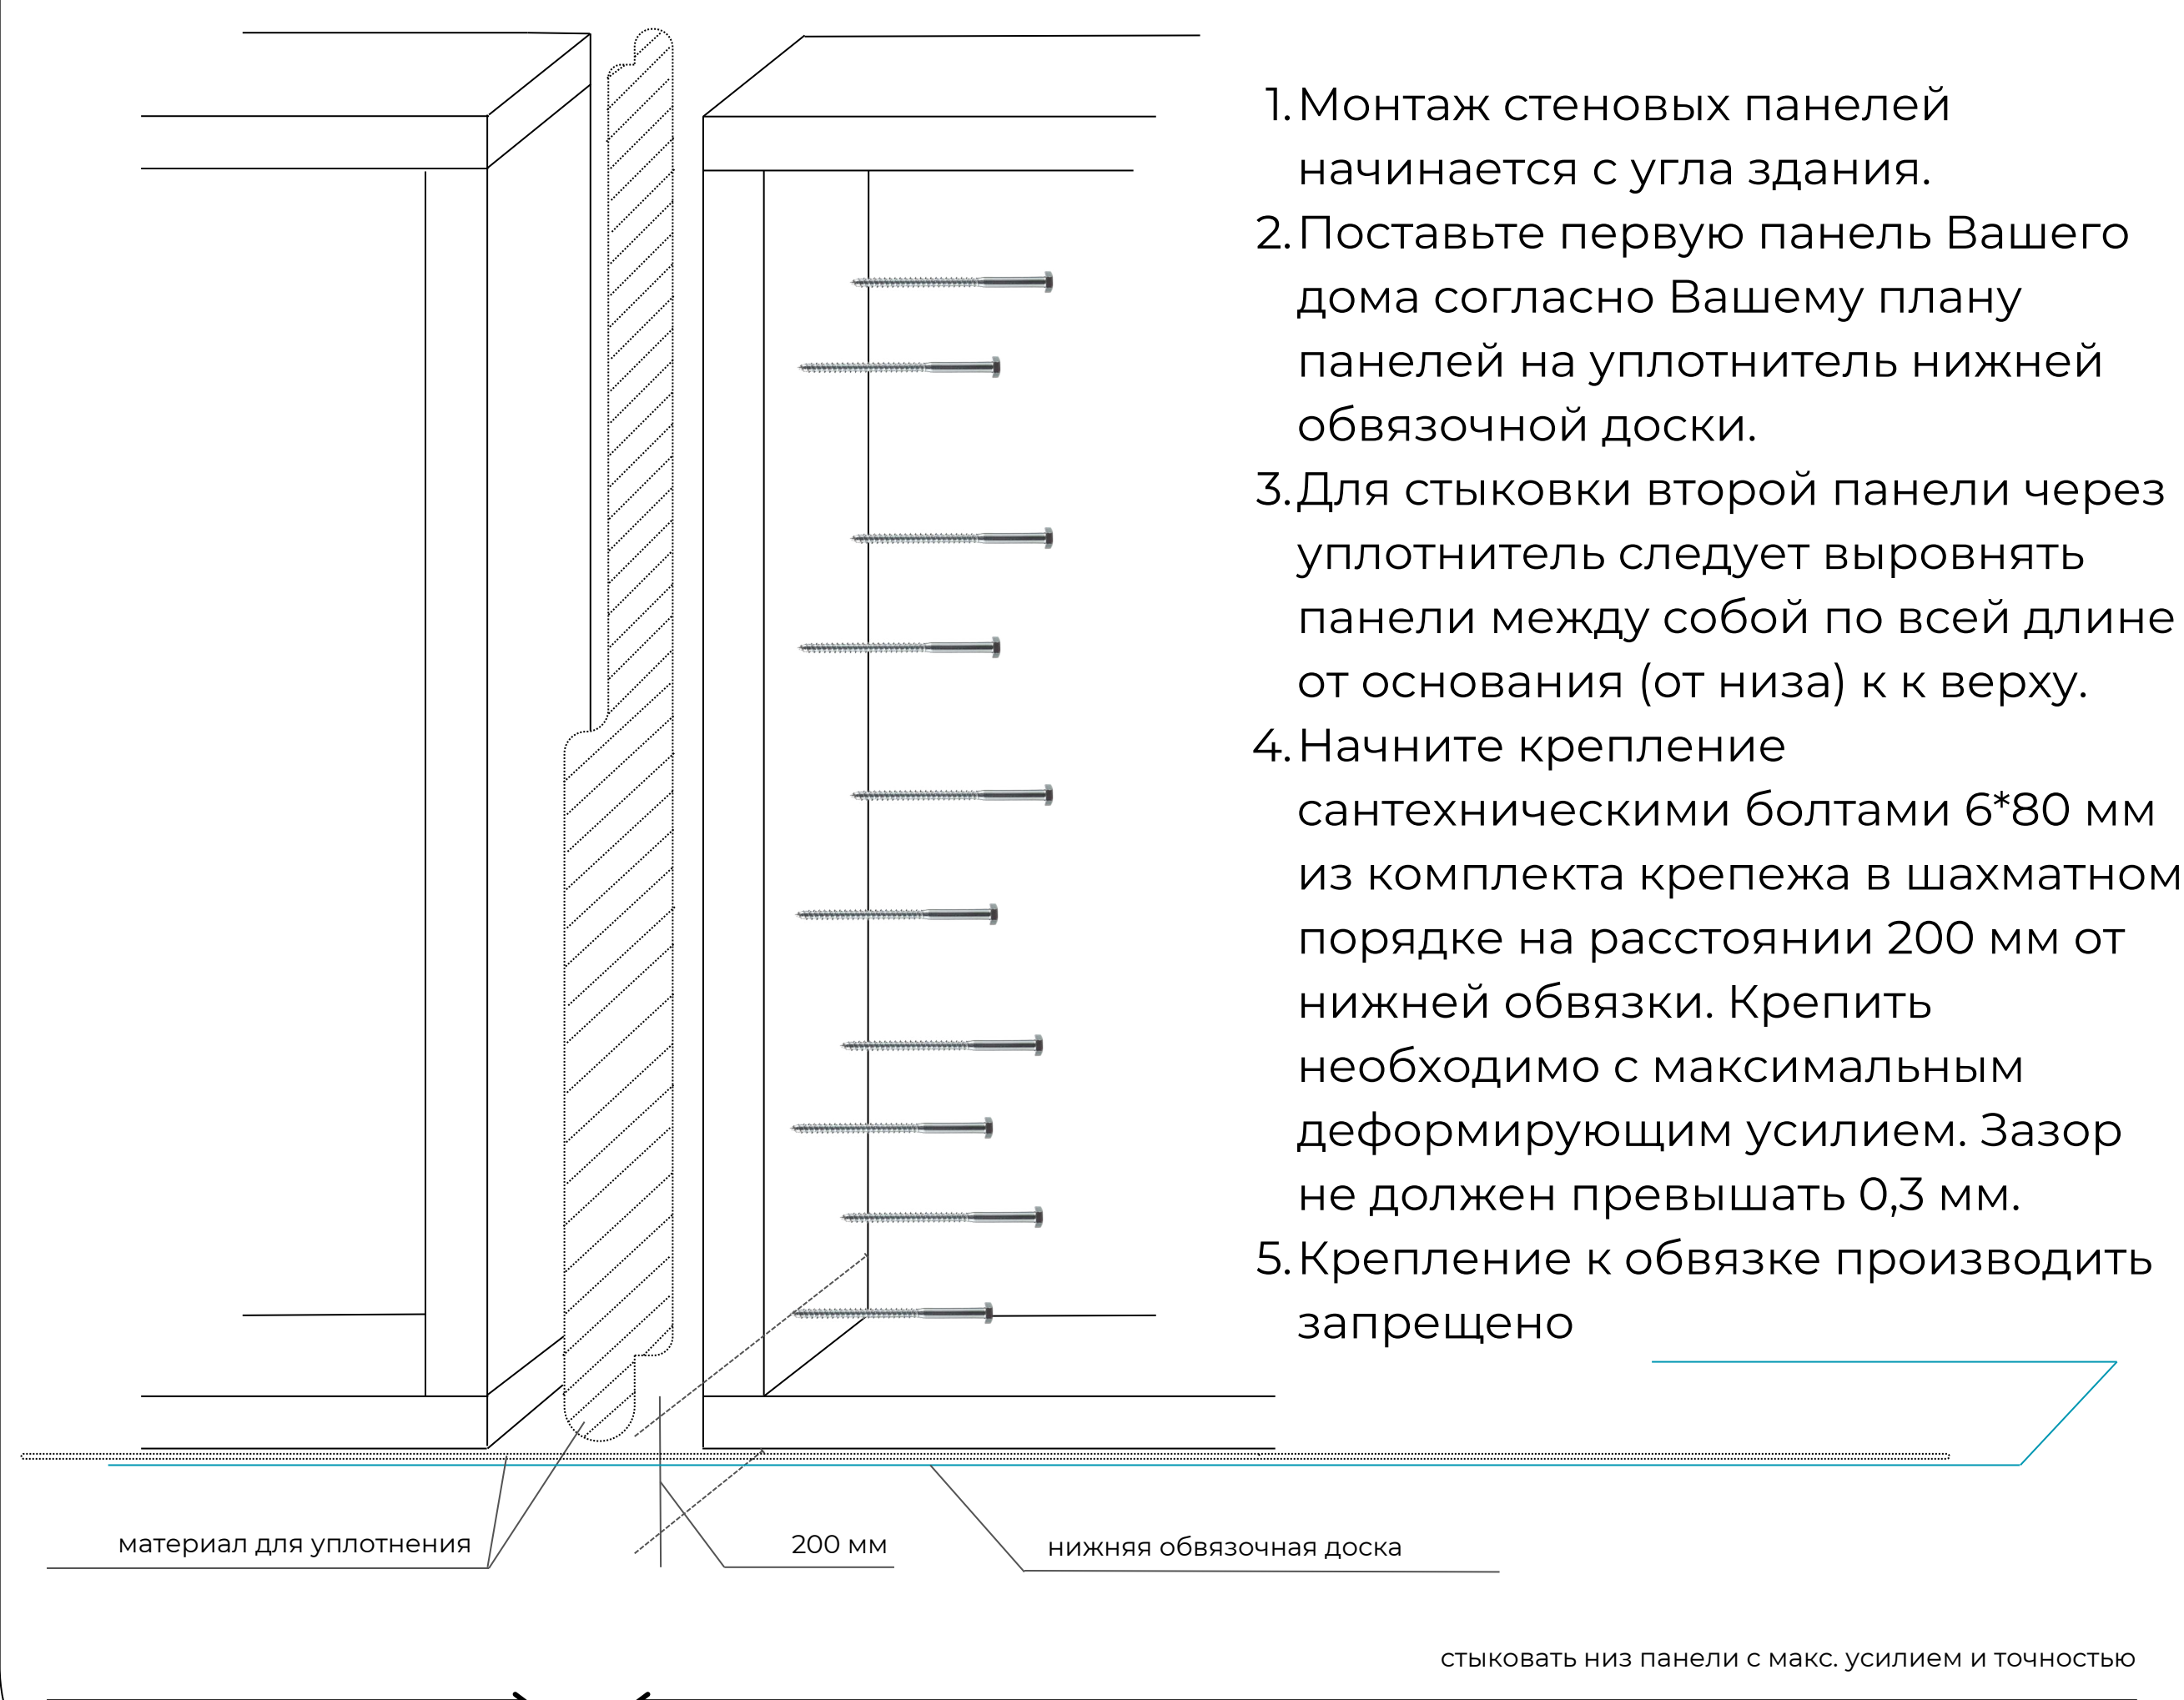 1. Монтаж стеновых панелей
начинается с угла здания.
2. Поставьте первую панель Вашего
дома согласно Вашему плану
панелей на уплотнитель нижней
обвязочной доски.
3. Для стыковки второй панели через
уплотнитель следует выровнять
панели между собой по всей длине
от основания (от низа) к к верху.
4. Начните крепление
сантехническими болтами 6*80 мм
из комплекта крепежа в шахматном
порядке на расстоянии 200 мм от
нижней обвязки. Крепить
необходимо с максимальным
деформирующим усилием. Зазор
не должен превышать 0,3 мм.
5. Крепление к обвязке производить
запрещено
материал для уплотнения
200 мм
нижняя обвязочная доска
стыковать низ панели с макс. усилием и точностью